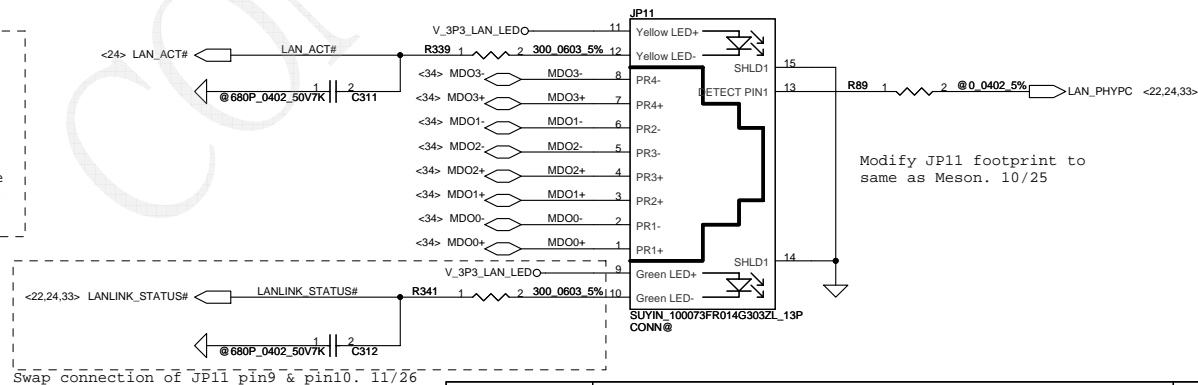 JP11
V_3P3_LAN_LED 11 Yellow LED+
<24> LAN_ACT# LAN_ACT# R339 1 2 300_0603_5% 12 Yellow LED-
@680P_0402_50V7K 1 2 C311
<34> MDO3- MDO3- 8 PR4-
SHLD1 15
<34> MDO3+ MDO3+ 7 PR4+
DETECT PIN1 13 R89 1 2 @0_0402_5% LAN_PHYPC <22,24,33>
<34> MDO1- MDO1- 6 PR2-
<34> MDO2- MDO2- 5 PR3-
<34> MDO2+ MDO2+ 4 PR3+
<34> MDO1+ MDO1+ 3 PR2+
<34> MDO0- MDO0- 2 PR1-
<34> MDO0+ MDO0+ 1 PR1+
Modify JP11 footprint to
same as Meson. 10/25
SHLD1 14
V_3P3_LAN_LED 9 Green LED+
<22,24,33> LANLINK_STATUS# LANLINK_STATUS# R341 1 2 300_0603_5% 10 Green LED-
SUYIN_100073FR014G303ZL_13P
CONN@
@680P_0402_50V7K 1 2 C312
Swap connection of JP11 pin9 & pin10. 11/26